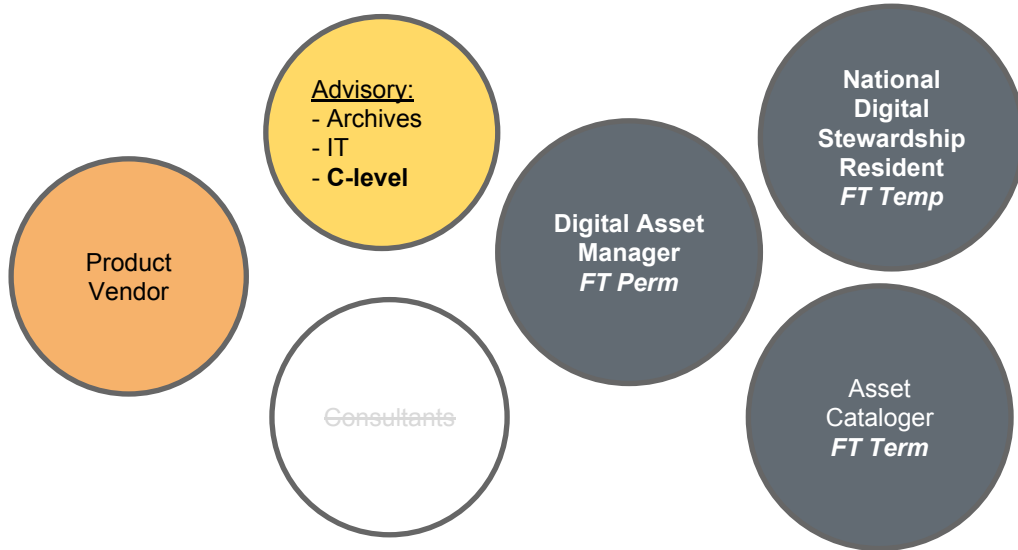 Product
Vendor
Advisory:
- Archives
- IT
- C-level
Consultants
Digital Asset
Manager
FT Perm
National
Digital
Stewardship
Resident
FT Temp
Asset
Cataloger
FT Term